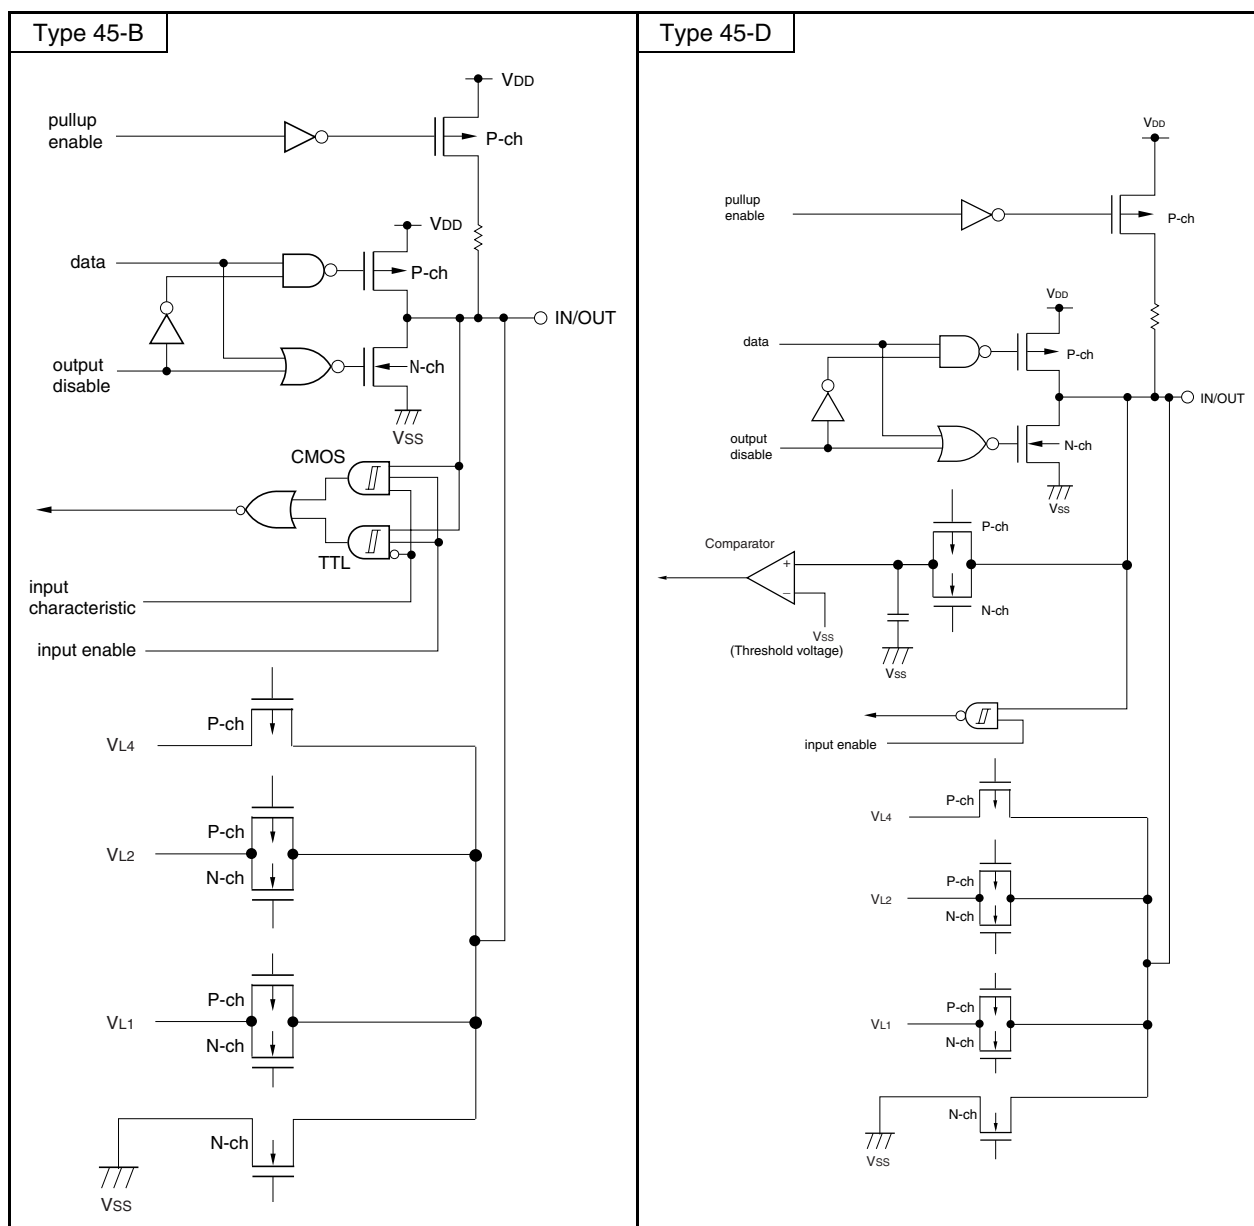 Type 45-B
VDD
pullup
enable
P-ch
VDD
data
P-ch
IN/OUT
output
disable
N-ch
VSS
CMOS
TTL
input
characteristic
input enable
P-ch
VL4
P-ch
VL2
N-ch
P-ch
VL1
N-ch
N-ch
VSS
Type 45-D
VDD
pullup
enable
P-ch
VDD
data
P-ch
IN/OUT
output
disable
N-ch
VSS
P-ch
Comparator
+
−
N-ch
VSS
(Threshold voltage)
VSS
input enable
P-ch
VL4
P-ch
VL2
N-ch
P-ch
VL1
N-ch
N-ch
VSS